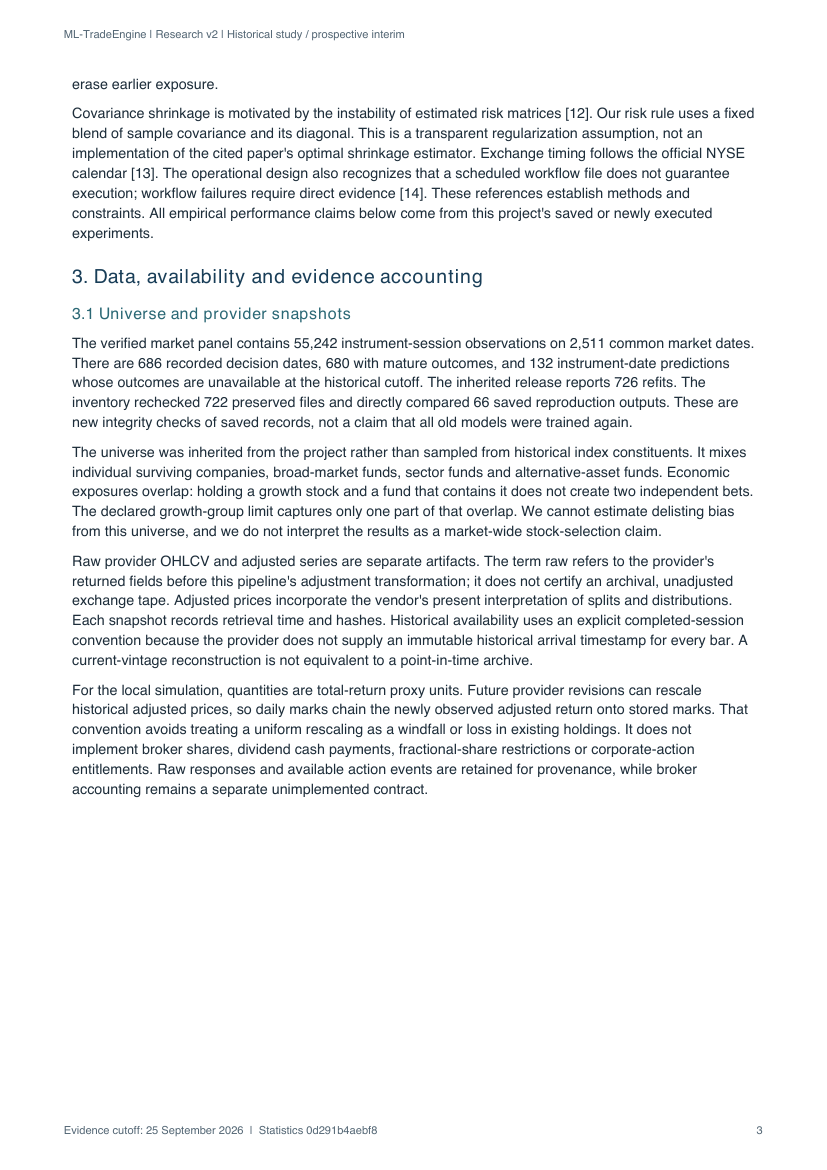 ML-TradeEngine | Research v2 | Historical study / prospective interim
erase earlier exposure.
Covariance shrinkage is motivated by the instability of estimated risk matrices [12]. Our risk rule uses a fixed
blend of sample covariance and its diagonal. This is a transparent regularization assumption, not an
implementation of the cited paper's optimal shrinkage estimator. Exchange timing follows the official NYSE
calendar [13]. The operational design also recognizes that a scheduled workflow file does not guarantee
execution; workflow failures require direct evidence [14]. These references establish methods and
constraints. All empirical performance claims below come from this project's saved or newly executed
experiments.
3. Data, availability and evidence accounting
3.1 Universe and provider snapshots
The verified market panel contains 55,242 instrument-session observations on 2,511 common market dates.
There are 686 recorded decision dates, 680 with mature outcomes, and 132 instrument-date predictions
whose outcomes are unavailable at the historical cutoff. The inherited release reports 726 refits. The
inventory rechecked 722 preserved files and directly compared 66 saved reproduction outputs. These are
new integrity checks of saved records, not a claim that all old models were trained again.
The universe was inherited from the project rather than sampled from historical index constituents. It mixes
individual surviving companies, broad-market funds, sector funds and alternative-asset funds. Economic
exposures overlap: holding a growth stock and a fund that contains it does not create two independent bets.
The declared growth-group limit captures only one part of that overlap. We cannot estimate delisting bias
from this universe, and we do not interpret the results as a market-wide stock-selection claim.
Raw provider OHLCV and adjusted series are separate artifacts. The term raw refers to the provider's
returned fields before this pipeline's adjustment transformation; it does not certify an archival, unadjusted
exchange tape. Adjusted prices incorporate the vendor's present interpretation of splits and distributions.
Each snapshot records retrieval time and hashes. Historical availability uses an explicit completed-session
convention because the provider does not supply an immutable historical arrival timestamp for every bar. A
current-vintage reconstruction is not equivalent to a point-in-time archive.
For the local simulation, quantities are total-return proxy units. Future provider revisions can rescale
historical adjusted prices, so daily marks chain the newly observed adjusted return onto stored marks. That
convention avoids treating a uniform rescaling as a windfall or loss in existing holdings. It does not
implement broker shares, dividend cash payments, fractional-share restrictions or corporate-action
entitlements. Raw responses and available action events are retained for provenance, while broker
accounting remains a separate unimplemented contract.
Evidence cutoff: 25 September 2026 | Statistics 0d291b4aebf8
3